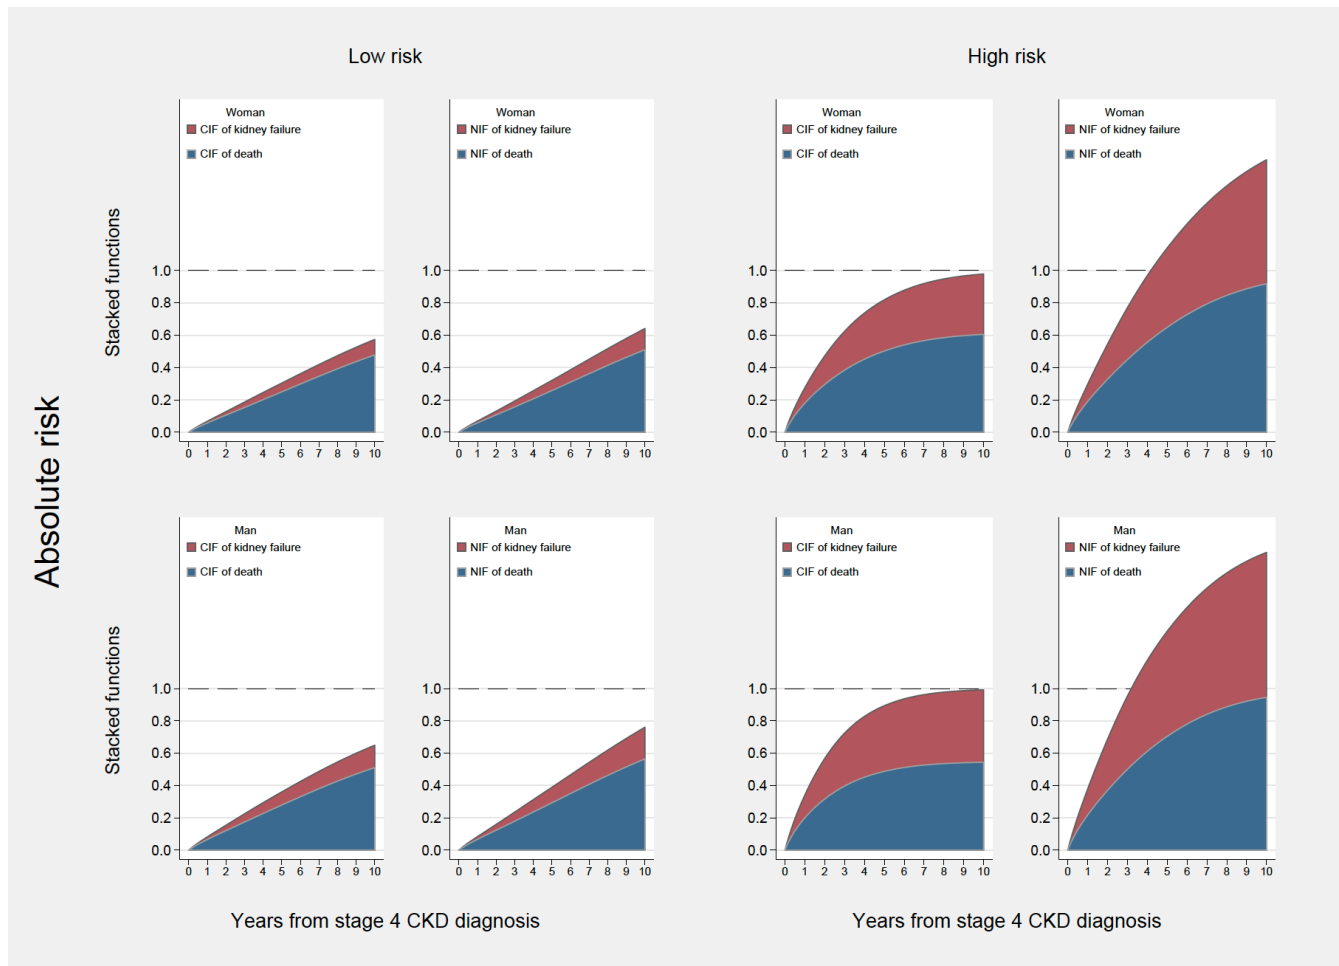 Low risk
High risk
Absolute risk
Stacked functions
Woman
CIF of kidney failure
CIF of death
1.0
0.8
0.6
0.4
0.2
0.0
0 1 2 3 4 5 6 7 8 9 10
Woman
NIF of kidney failure
NIF of death
1.0
0.8
0.6
0.4
0.2
0.0
0 1 2 3 4 5 6 7 8 9 10
Woman
CIF of kidney failure
CIF of death
1.0
0.8
0.6
0.4
0.2
0.0
0 1 2 3 4 5 6 7 8 9 10
Woman
NIF of kidney failure
NIF of death
1.0
0.8
0.6
0.4
0.2
0.0
0 1 2 3 4 5 6 7 8 9 10
Stacked functions
Man
CIF of kidney failure
CIF of death
1.0
0.8
0.6
0.4
0.2
0.0
0 1 2 3 4 5 6 7 8 9 10
Man
NIF of kidney failure
NIF of death
1.0
0.8
0.6
0.4
0.2
0.0
0 1 2 3 4 5 6 7 8 9 10
Man
CIF of kidney failure
CIF of death
1.0
0.8
0.6
0.4
0.2
0.0
0 1 2 3 4 5 6 7 8 9 10
Man
NIF of kidney failure
NIF of death
1.0
0.8
0.6
0.4
0.2
0.0
0 1 2 3 4 5 6 7 8 9 10
Years from stage 4 CKD diagnosis
Years from stage 4 CKD diagnosis